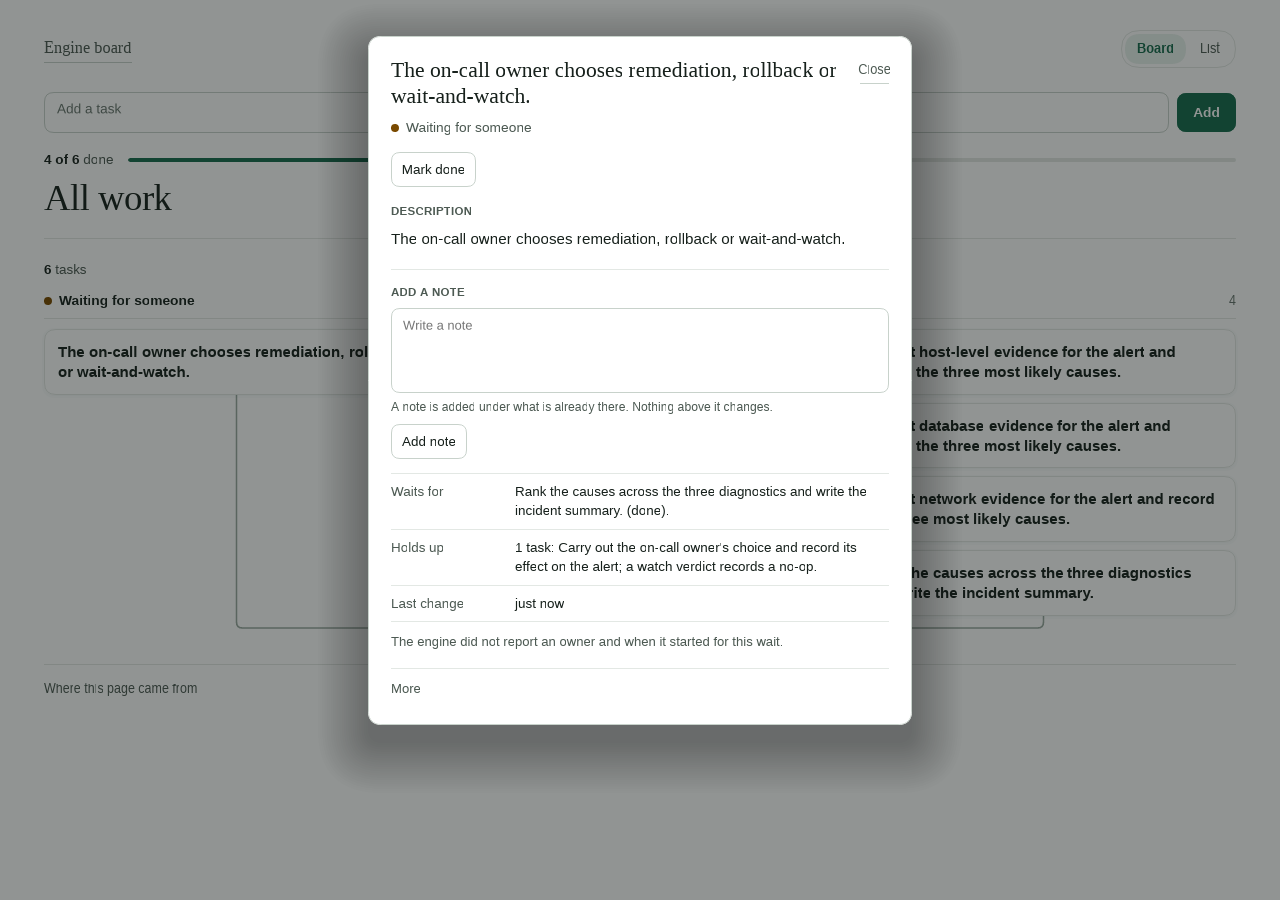 Engine board
Board
List
Add a task
Add
4 of 6 done
All work
6 tasks
Waiting for someone
4
The on-call owner chooses remediation, rol
or wait-and-watch.
t host-level evidence for the alert and
the three most likely causes.
t database evidence for the alert and
the three most likely causes.
t network evidence for the alert and record
ee most likely causes.
he causes across the three diagnostics
rite the incident summary.
Where this page came from
The on-call owner chooses remediation, rollback or
wait-and-watch.
Close
Waiting for someone
Mark done
DESCRIPTION
The on-call owner chooses remediation, rollback or wait-and-watch.
ADD A NOTE
Write a note
A note is added under what is already there. Nothing above it changes.
Add note
Waits for
Rank the causes across the three diagnostics and write the
incident summary. (done).
Holds up
1 task: Carry out the on-call owner's choice and record its
effect on the alert; a watch verdict records a no-op.
Last change
just now
The engine did not report an owner and when it started for this wait.
More